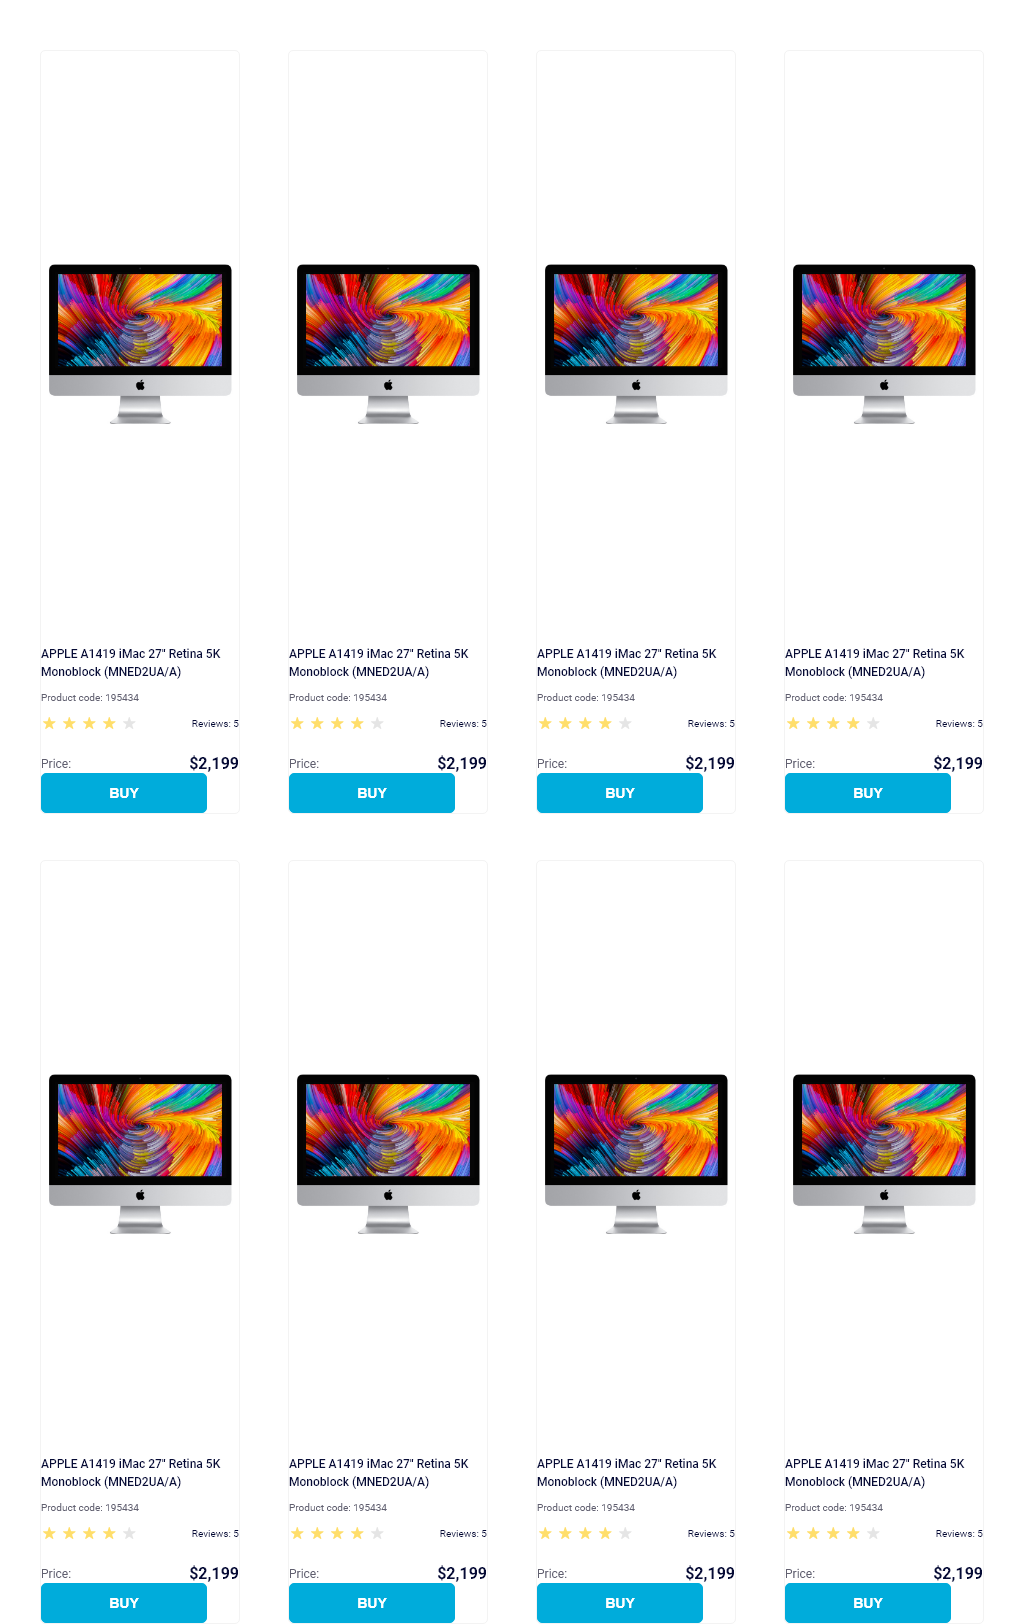 APPLE A1419 iMac 27" Retina 5K
Monoblock (MNED2UA/A)
Product code: 195434
Reviews: 5
Price: $2,199
BUY
APPLE A1419 iMac 27" Retina 5K
Monoblock (MNED2UA/A)
Product code: 195434
Reviews: 5
Price: $2,199
BUY
APPLE A1419 iMac 27" Retina 5K
Monoblock (MNED2UA/A)
Product code: 195434
Reviews: 5
Price: $2,199
BUY
APPLE A1419 iMac 27" Retina 5K
Monoblock (MNED2UA/A)
Product code: 195434
Reviews: 5
Price: $2,199
BUY
APPLE A1419 iMac 27" Retina 5K
Monoblock (MNED2UA/A)
Product code: 195434
Reviews: 5
Price: $2,199
BUY
APPLE A1419 iMac 27" Retina 5K
Monoblock (MNED2UA/A)
Product code: 195434
Reviews: 5
Price: $2,199
BUY
APPLE A1419 iMac 27" Retina 5K
Monoblock (MNED2UA/A)
Product code: 195434
Reviews: 5
Price: $2,199
BUY
APPLE A1419 iMac 27" Retina 5K
Monoblock (MNED2UA/A)
Product code: 195434
Reviews: 5
Price: $2,199
BUY